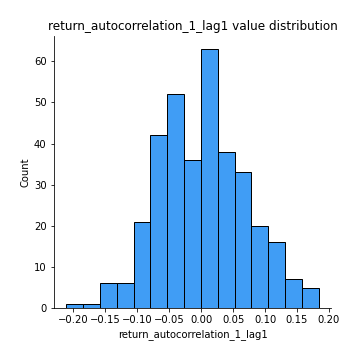 return_autocorrelation_1_lag1 value distribution
60
50
40
30
20
10
0
Count
−0.20 −0.15 −0.10 −0.05 0.00 0.05 0.10 0.15 0.20
return_autocorrelation_1_lag1